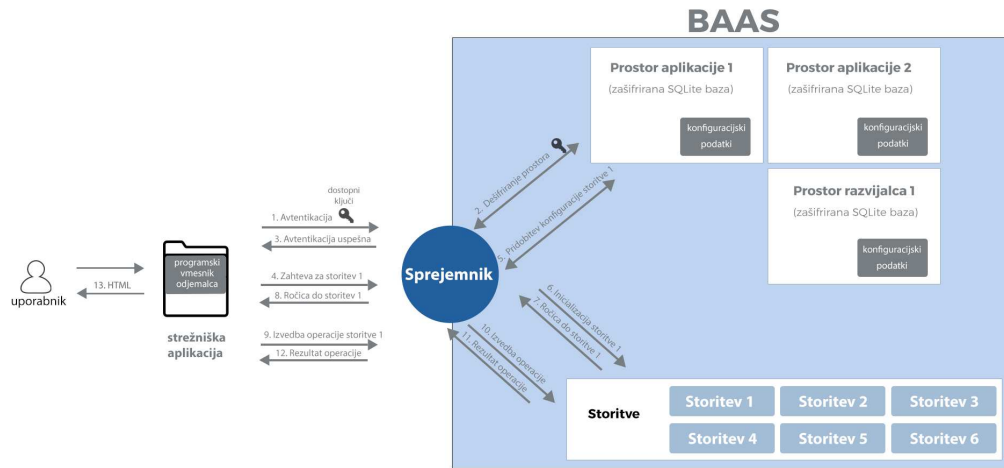 BAAS
Prostor aplikacije 1
(zašifrirana SQLite baza)
konfiguracijski
podatki
Prostor aplikacije 2
(zašifrirana SQLite baza)
konfiguracijski
podatki
Prostor razvijalca 1
(zašifrirana SQLite baza)
konfiguracijski
podatki
2. Dešifriranje prostora
5. Pridobitev konfiguracije storitve 1
dostopni
ključi
1. Avtentikacija
3. Avtentikacija uspešna
4. Zahteva za storitev 1
8. Ročica do storitev 1
9. Izvedba operacije storitve 1
12. Rezultat operacije
uporabnik
13. HTML
programski
vmesnik
odjemalca
strežniška
aplikacija
Sprejemnik
6. Inicializacija storitve 1
7. Ročica do storitve 1
10. Izvedba operacije
11. Rezultat operacije
Storitve
Storitev 1
Storitev 2
Storitev 3
Storitev 4
Storitev 5
Storitev 6